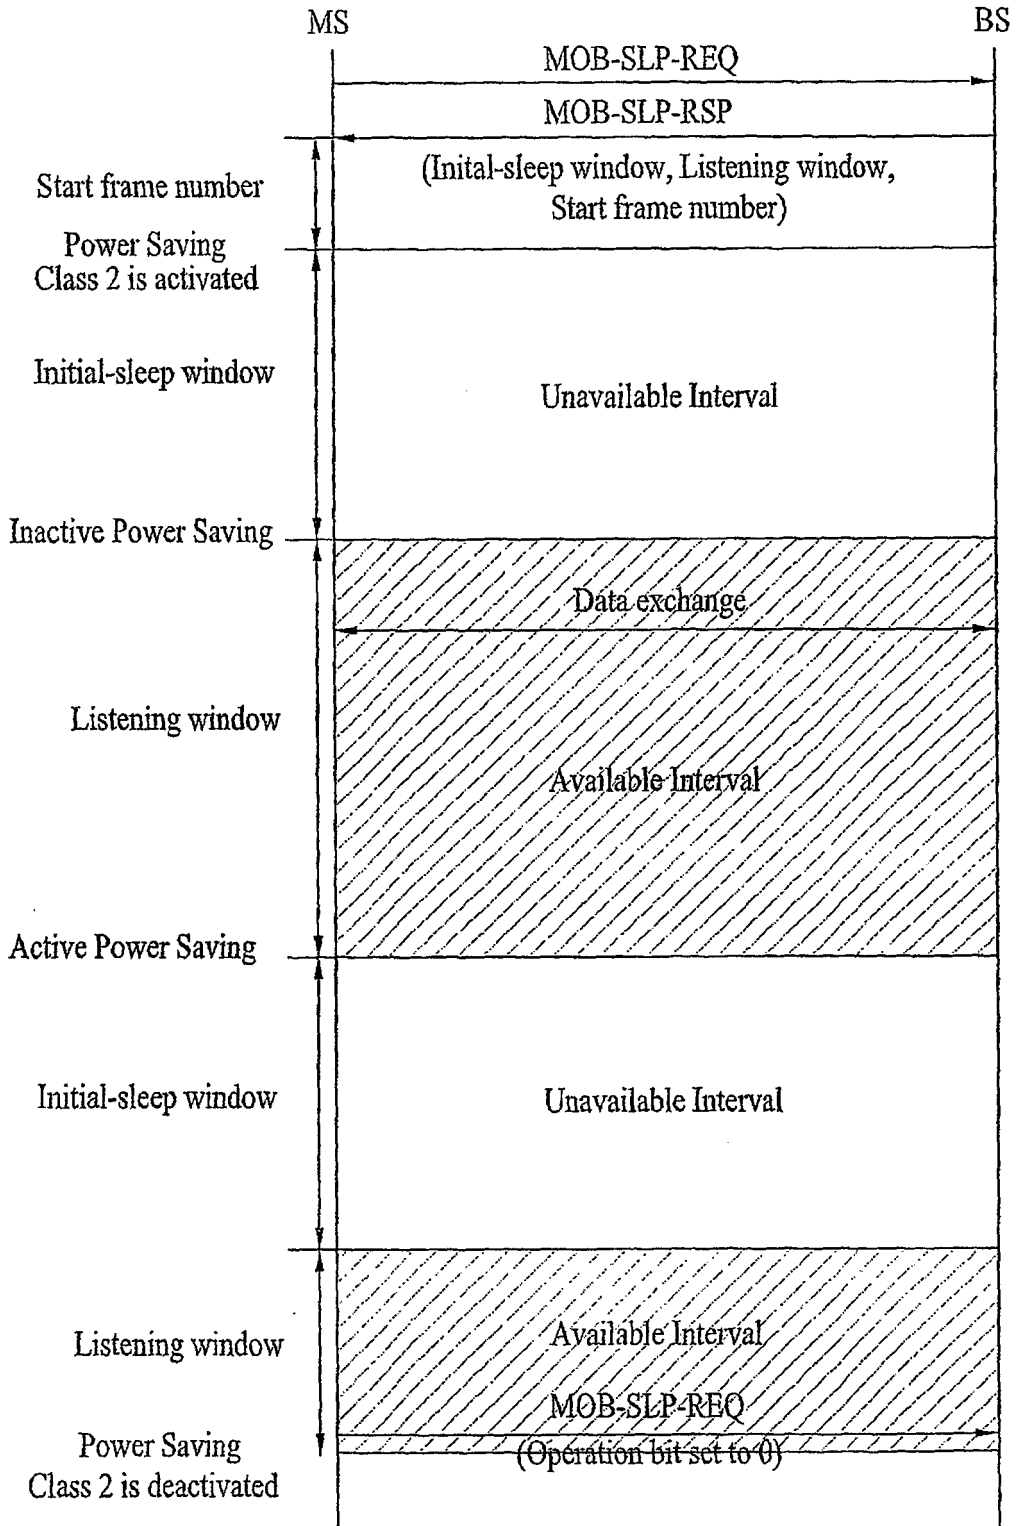 MS
BS
MOB-SLP-REQ
MOB-SLP-RSP
(Inital-sleep window, Listening window,
Start frame number)
Start frame number
Power Saving
Class 2 is activated
Initial-sleep window
Unavailable Interval
Inactive Power Saving
Data exchange
Listening window
Available Interval
Active Power Saving
Initial-sleep window
Unavailable Interval
Listening window
Available Interval
MOB-SLP-REQ
(Operation bit set to 0)
Power Saving
Class 2 is deactivated